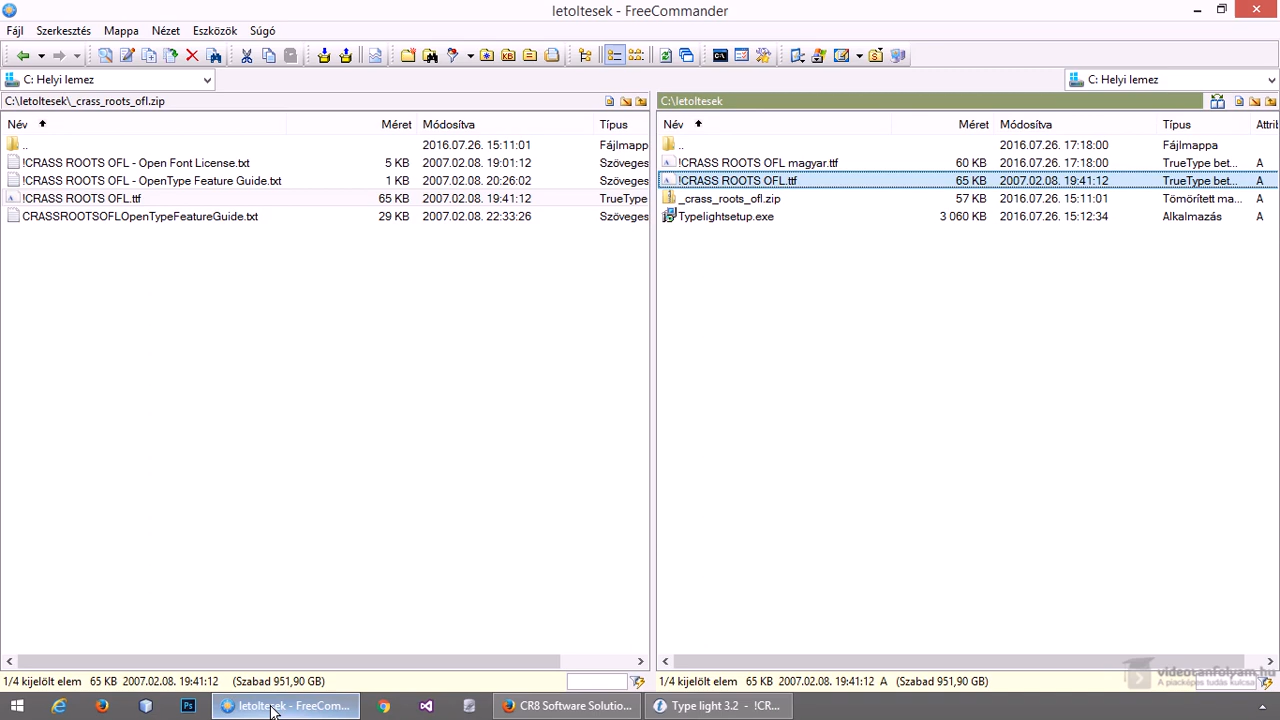 letoltesek - FreeCommander
Fájl Szerkesztés Mappa Nézet Eszközök Súgó
C: Helyi lemez
C: Helyi lemez
C:\letoltesek\_crass_roots_ofl.zip
Név Méret Módosítva Típus
.. 2016.07.26. 15:11:01 Fájlmapp
!CRASS ROOTS OFL - Open Font License.txt 5 KB 2007.02.08. 19:01:12 Szöveges
!CRASS ROOTS OFL - OpenType Feature Guide.txt 1 KB 2007.02.08. 20:26:02 Szöveges
!CRASS ROOTS OFL.ttf 65 KB 2007.02.08. 19:41:12 TrueType
CRASSROOTSOFLOpenTypeFeatureGuide.txt 29 KB 2007.02.08. 22:33:26 Szöveges
1/4 kijelölt elem 65 KB 2007.02.08. 19:41:12 (Szabad 951,90 GB)
C:\letoltesek
Név Méret Módosítva Típus Attrib
.. 2016.07.26. 17:18:00 Fájlmappa
!CRASS ROOTS OFL magyar.ttf 60 KB 2016.07.26. 17:18:00 TrueType bet... A
!CRASS ROOTS OFL.ttf 65 KB 2007.02.08. 19:41:12 TrueType bet... A
_crass_roots_ofl.zip 57 KB 2016.07.26. 15:11:01 Tömörített ma... A
Typelightsetup.exe 3 060 KB 2016.07.26. 15:12:34 Alkalmazás A
1/4 kijelölt elem 65 KB 2007.02.08. 19:41:12 A (Szabad 951,90 GB)
videotanfolyam.hu
A piacképes tudás kulcsa.
letoltesek - FreeCom...
CR8 Software Solutio...
Type light 3.2 - !CR...